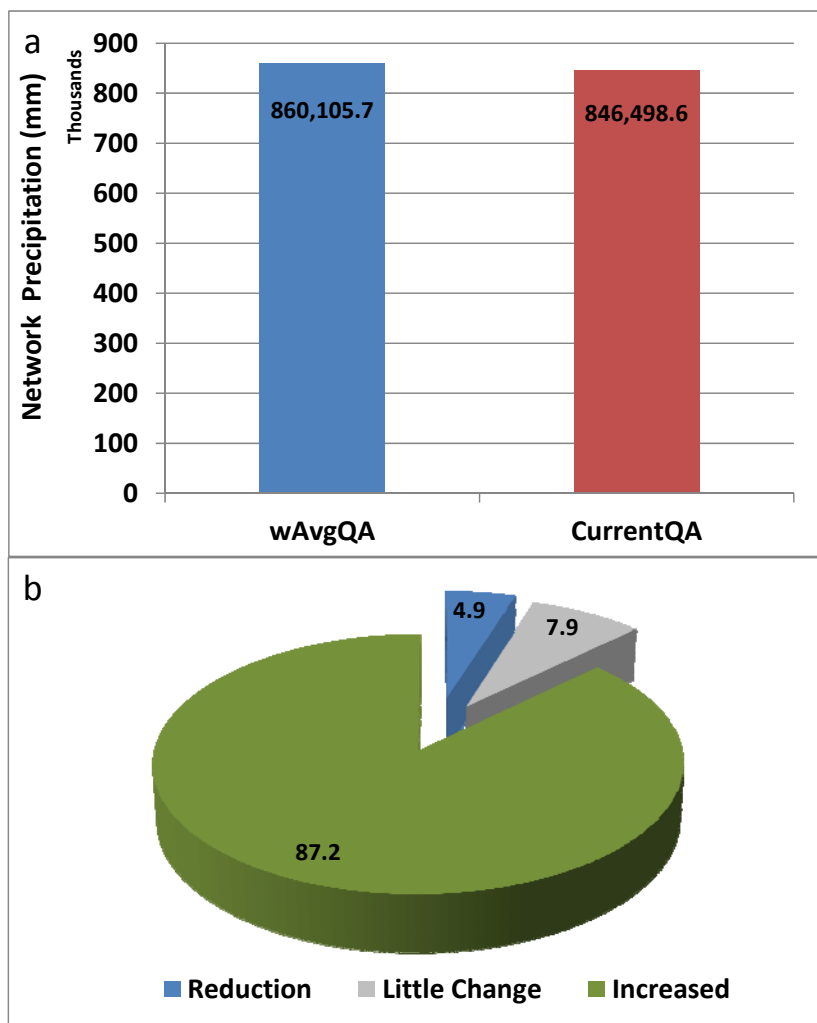 a
Network Precipitation (mm)
Thousands
900
800
700
600
500
400
300
200
100
0
860,105.7
846,498.6
wAvgQA
CurrentQA
b
4.9
7.9
87.2
Reduction
Little Change
Increased